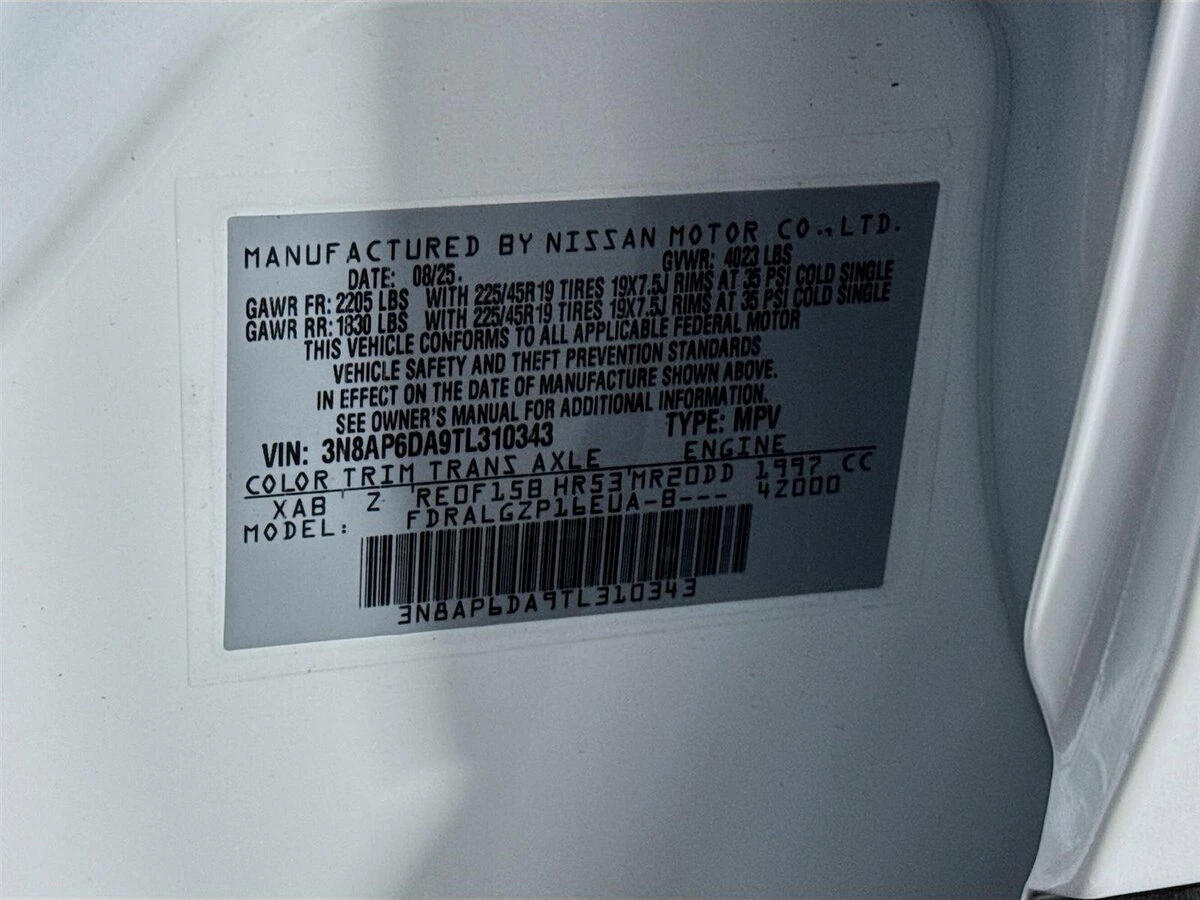 MANUFACTURED BY NISSAN MOTOR CO.,LTD.
DATE: 08/25. GVWR: 4023 LBS
GAWR FR: 2205 LBS WITH 225/45R19 TIRES 19X7.5J RIMS AT 35 PSI COLD SINGLE
GAWR RR: 1830 LBS WITH 225/45R19 TIRES 19X7.5J RIMS AT 35 PSI COLD SINGLE
THIS VEHICLE CONFORMS TO ALL APPLICABLE FEDERAL MOTOR
VEHICLE SAFETY AND THEFT PREVENTION STANDARDS
IN EFFECT ON THE DATE OF MANUFACTURE SHOWN ABOVE.
SEE OWNER'S MANUAL FOR ADDITIONAL INFORMATION.
VIN: 3N8AP6DA9TL310343 TYPE: MPV
COLOR TRIM TRANS AXLE ENGINE
XAB Z RE0F15B HR53 MR20DD 1997 CC
MODEL: FDRALGZP16EUA-B--- 42000
3N8AP6DA9TL310343